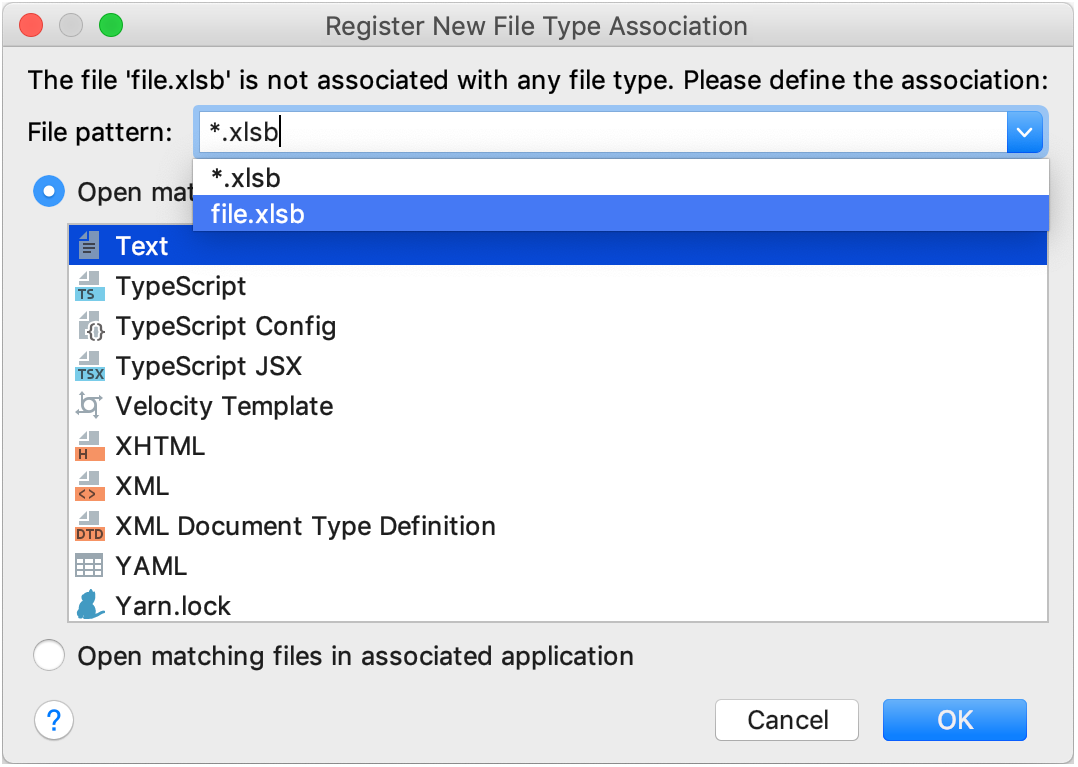 Register New File Type Association
The file 'file.xlsb' is not associated with any file type. Please define the association:
File pattern: *.xlsb
*.xlsb
file.xlsb
Open mat
Text
TS TypeScript
{} TypeScript Config
TSX TypeScript JSX
Velocity Template
H XHTML
<> XML
DTD XML Document Type Definition
YAML
Yarn.lock
Open matching files in associated application
? Cancel OK